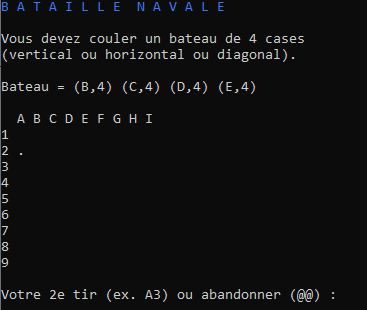 B A T A I L L E   N A V A L E
Vous devez couler un bateau de 4 cases
(vertical ou horizontal ou diagonal).
Bateau = (B,4) (C,4) (D,4) (E,4)
A B C D E F G H I
1
2 .
3
4
5
6
7
8
9
Votre 2e tir (ex. A3) ou abandonner (@@) :